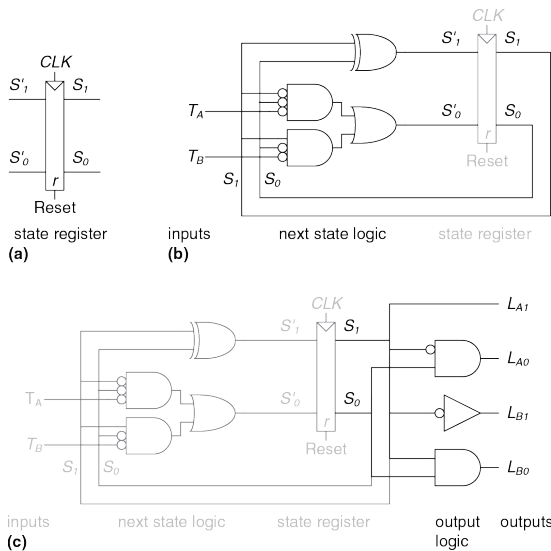 CLK
S'1 S1
S'0 S0
r
Reset
state register
(a)
CLK
S'1 S1
TA
S'0 S0
r
TB
Reset
S1 S0
inputs next state logic state register
(b)
CLK
LA1
S'1 S1
LA0
TA
S'0 S0
LB1
r
TB
Reset
S1 S0
LB0
inputs next state logic state register output logic outputs
(c)